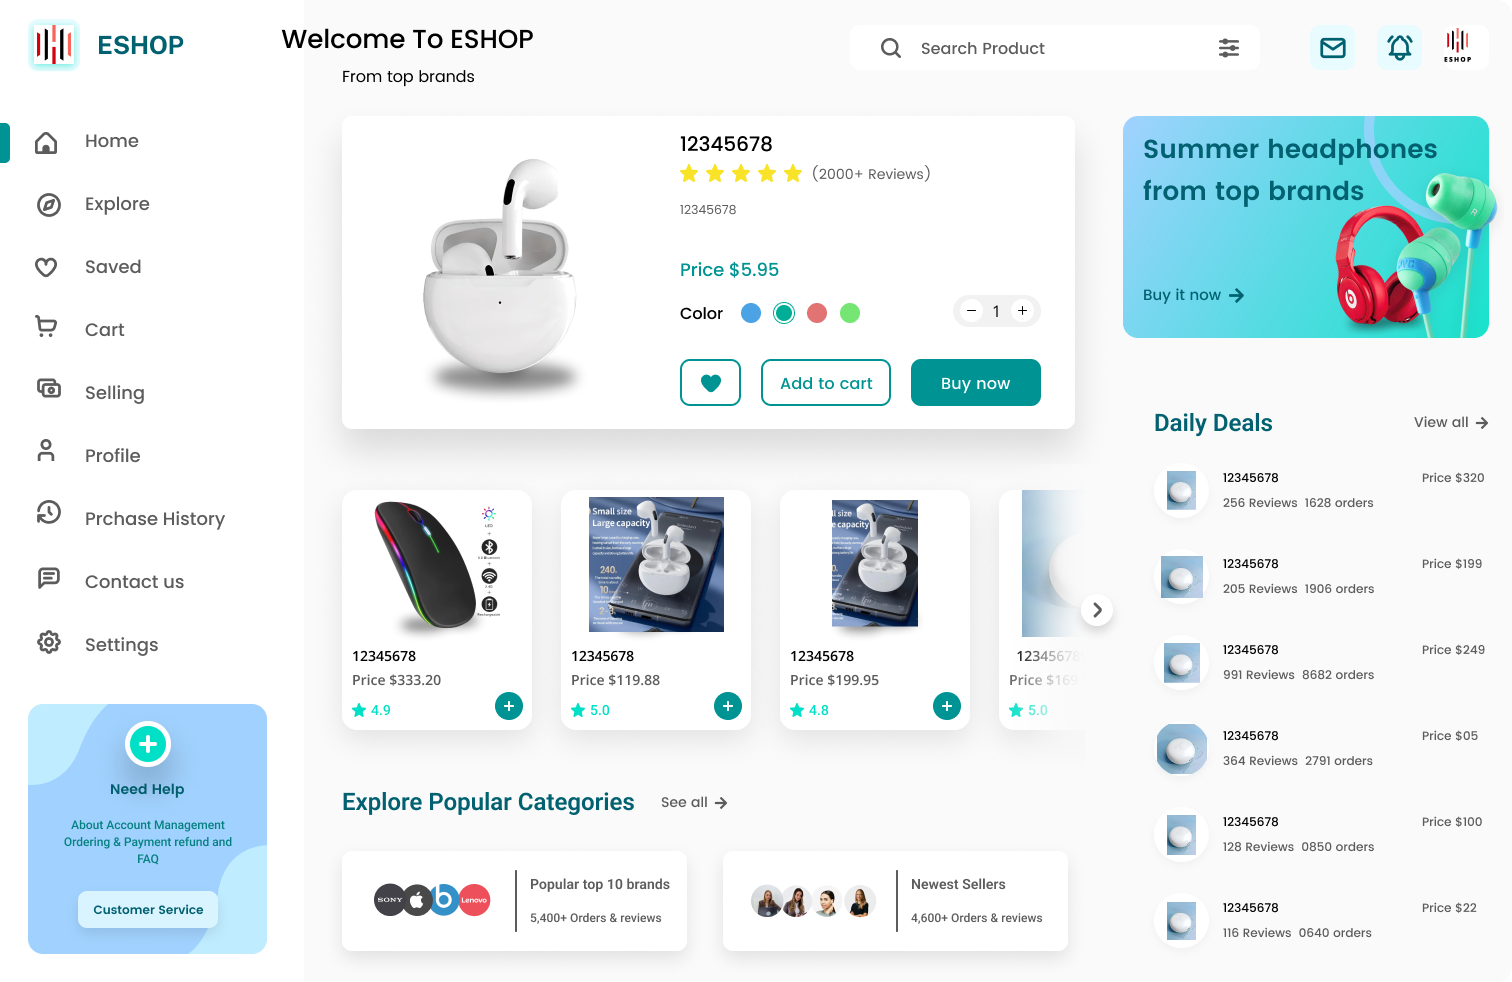 ESHOP
Home
Explore
Saved
Cart
Selling
Profile
Prchase History
Contact us
Settings
Need Help
About Account Management
Ordering & Payment refund and
FAQ
Customer Service
Welcome To ESHOP
From top brands
Search Product
ESHOP
12345678
(2000+ Reviews)
12345678
Price $5.95
Color
1
Add to cart
Buy now
12345678
Price $333.20
4.9
Small size
Large capacity
240
10
12345678
Price $119.88
5.0
ll size
capacity
12345678
Price $199.95
4.8
12345678
Price $169
5.0
Explore Popular Categories
See all
SONY
b
Lenovo
Popular top 10 brands
5,400+ Orders & reviews
Newest Sellers
4,600+ Orders & reviews
Summer headphones
from top brands
Buy it now
Daily Deals
View all
12345678 Price $320
256 Reviews 1628 orders
12345678 Price $199
205 Reviews 1906 orders
12345678 Price $249
991 Reviews 8682 orders
12345678 Price $05
364 Reviews 2791 orders
12345678 Price $100
128 Reviews 0850 orders
12345678 Price $22
116 Reviews 0640 orders